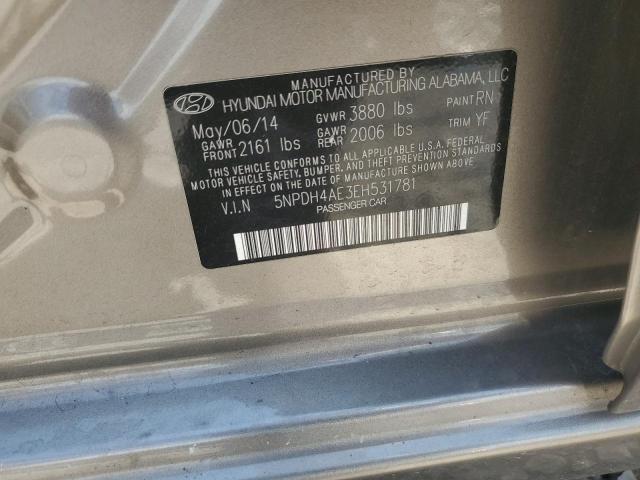 MANUFACTURED BY
HYUNDAI MOTOR MANUFACTURING ALABAMA, LLC
May/06/14 GVWR 3880 lbs PAINT RN
GAWR FRONT 2161 lbs GAWR REAR 2006 lbs TRIM YF
THIS VEHICLE CONFORMS TO ALL APPLICABLE U.S.A. FEDERAL
MOTOR VEHICLE SAFETY, BUMPER, AND THEFT PREVENTION
STANDARDS IN EFFECT ON THE DATE OF MANUFACTURE SHOWN ABOVE.
V.I.N 5NPDH4AE3EH531781
PASSENGER CAR